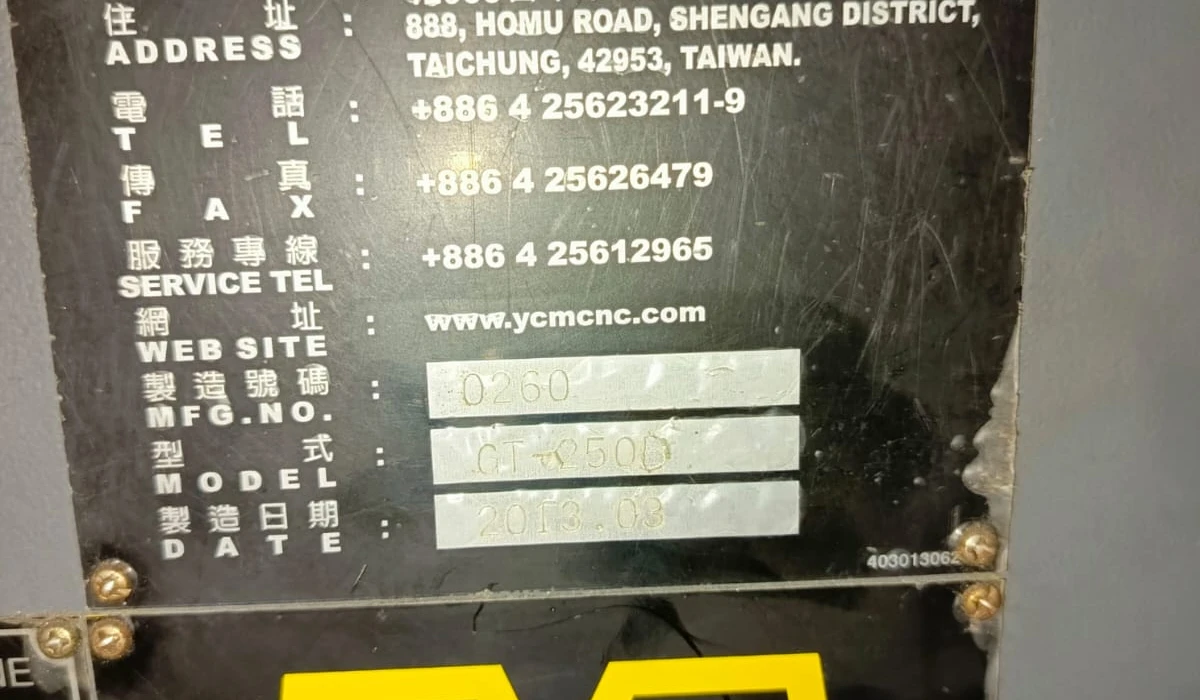 住 址 : 888, HOMU ROAD, SHENGANG DISTRICT,
ADDRESS TAICHUNG, 42953, TAIWAN.
電 話 : +886 4 25623211-9
TEL
傳 真 : +886 4 25626479
FAX
服務專線 : +886 4 25612965
SERVICE TEL
網 址 : www.ycmcnc.com
WEB SITE
製造號碼 : 0260
MFG.NO.
型 式 : GT-250B
MODEL
製造日期 : 2013.03
DATE
403013062